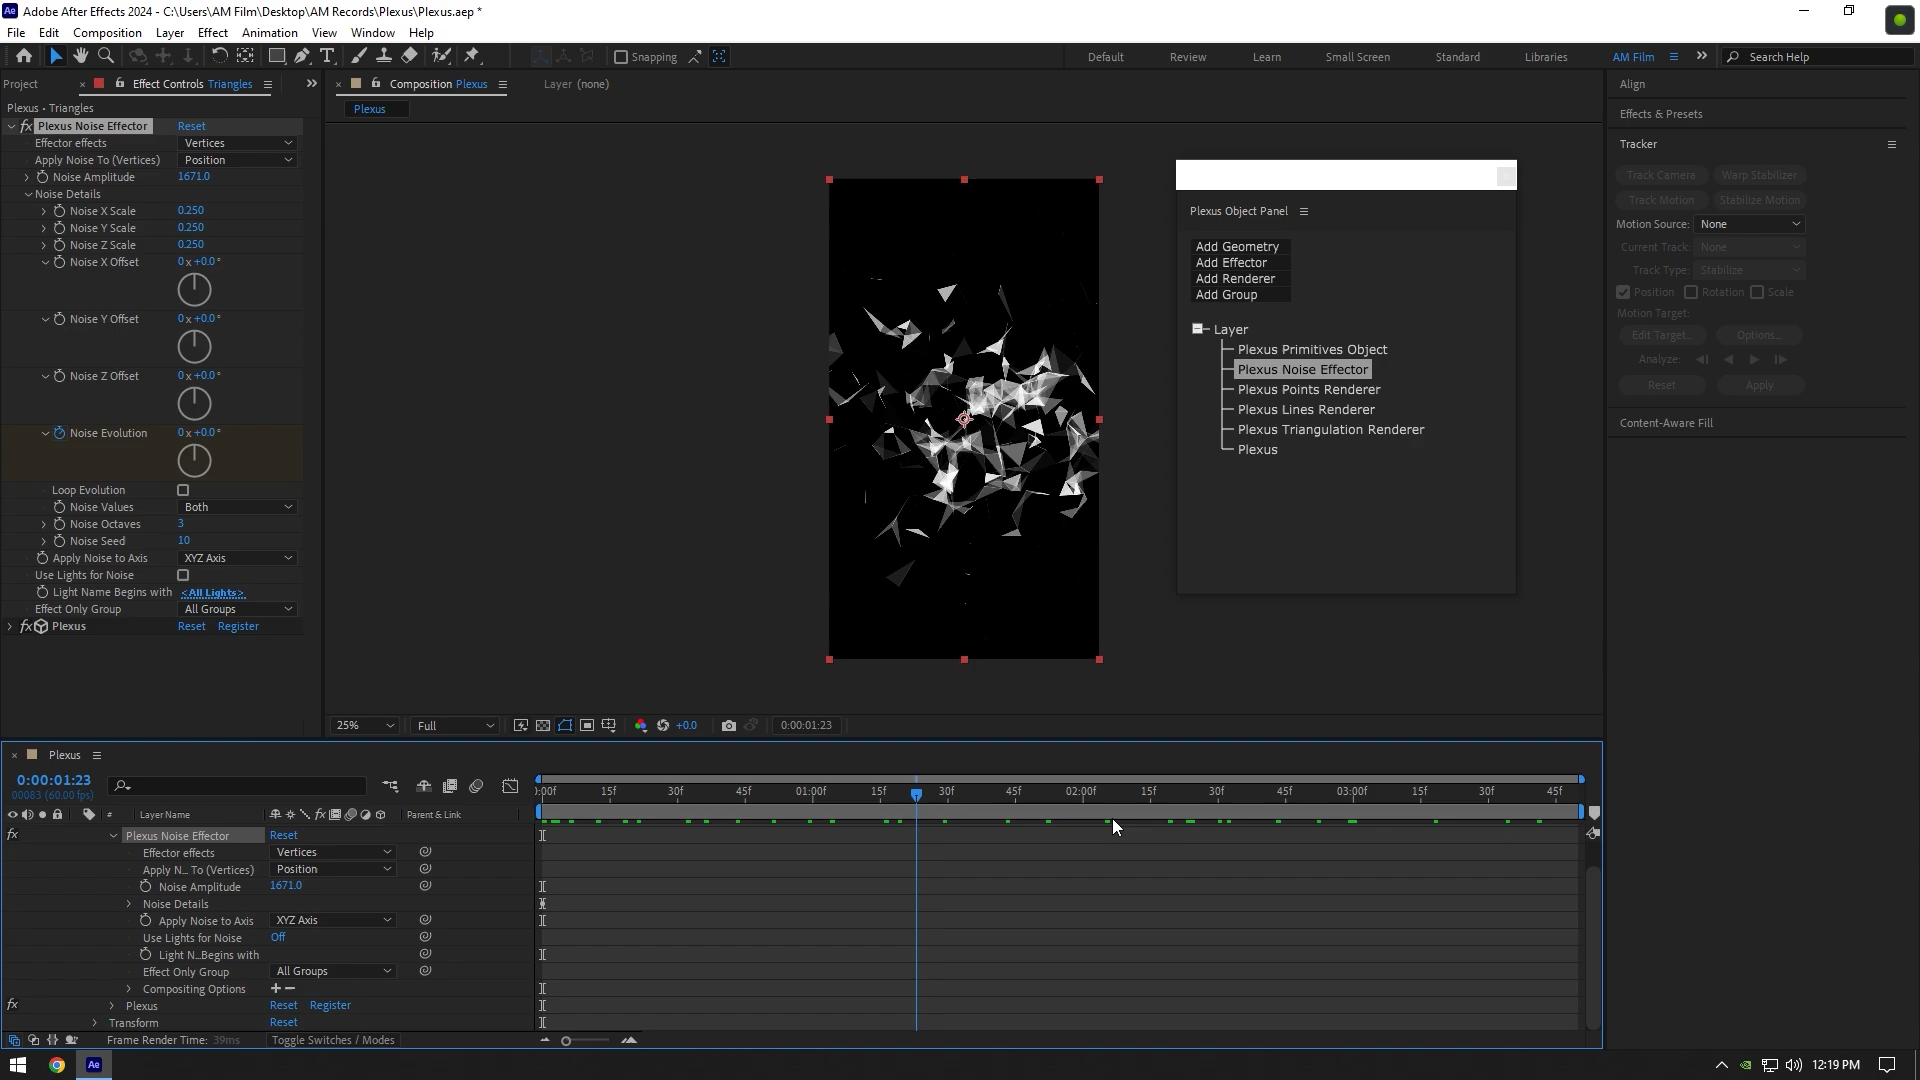 Adobe After Effects 2024 - C:\Users\AM Film\Desktop\AM Records\Plexus\Plexus.aep *
File Edit Composition Layer Effect Animation View Window Help
Snapping
Default Review Learn Small Screen Standard Libraries AM Film Search Help
Project Effect Controls Triangles
Composition Plexus Layer (none)
Plexus • Triangles
Plexus
Plexus Noise Effector Reset
Effector effects Vertices
Apply Noise To (Vertices) Position
Noise Amplitude 1671.0
Noise Details
Noise X Scale 0.250
Noise Y Scale 0.250
Noise Z Scale 0.250
Noise X Offset 0x+0.0°
Noise Y Offset 0x+0.0°
Noise Z Offset 0x+0.0°
Noise Evolution 0x+0.0°
Loop Evolution
Noise Values Both
Noise Octaves 3
Noise Seed 10
Apply Noise to Axis XYZ Axis
Use Lights for Noise
Light Name Begins with <All Lights>
Effect Only Group All Groups
Plexus Reset Register
Plexus Object Panel
Add Geometry
Add Effector
Add Renderer
Add Group
Layer
Plexus Primitives Object
Plexus Noise Effector
Plexus Points Renderer
Plexus Lines Renderer
Plexus Triangulation Renderer
Plexus
Align
Effects & Presets
Tracker
Track Camera Warp Stabilizer
Track Motion Stabilize Motion
Motion Source: None
Current Track: None
Track Type: Stabilize
Position Rotation Scale
Motion Target:
Edit Target... Options...
Analyze:
Reset Apply
Content-Aware Fill
25% Full +0.0 0:00:01:23
Plexus
0:00:01:23
00083 (60.00 fps)
:00f 15f 30f 45f 01:00f 15f 30f 45f 02:00f 15f 30f 45f 03:00f 15f 30f 45f
# Layer Name fx Parent & Link
fx Plexus Noise Effector Reset
Effector effects Vertices
Apply N... To (Vertices) Position
Noise Amplitude 1671.0
Noise Details
Apply Noise to Axis XYZ Axis
Use Lights for Noise Off
Light N...Begins with
Effect Only Group All Groups
Compositing Options
fx Plexus Reset Register
Transform Reset
Frame Render Time: 39ms Toggle Switches / Modes
Ae 12:19 PM